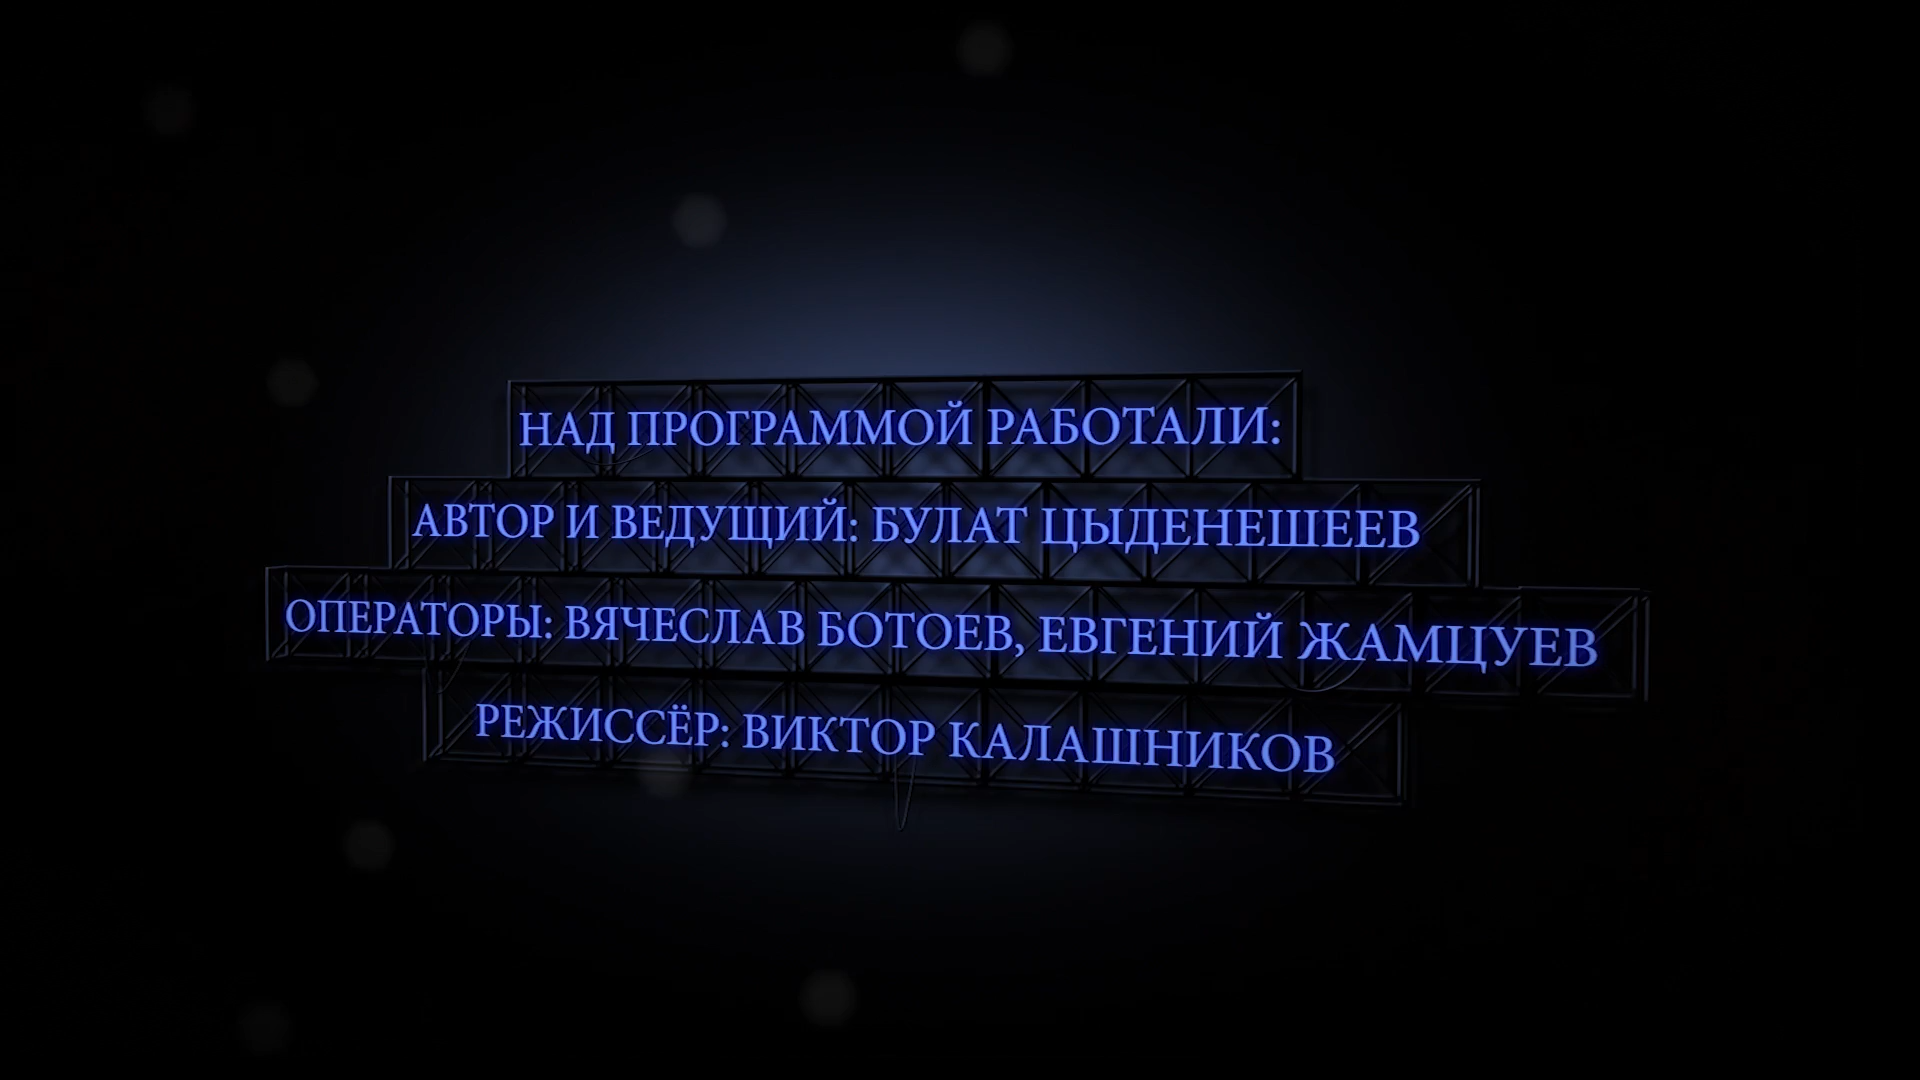 НАД ПРОГРАММОЙ РАБОТАЛИ:
АВТОР И ВЕДУЩИЙ: БУЛАТ ЦЫДЕНЕШЕЕВ
ОПЕРАТОРЫ: ВЯЧЕСЛАВ БОТОЕВ, ЕВГЕНИЙ ЖАМЦУЕВ
РЕЖИССЁР: ВИКТОР КАЛАШНИКОВ